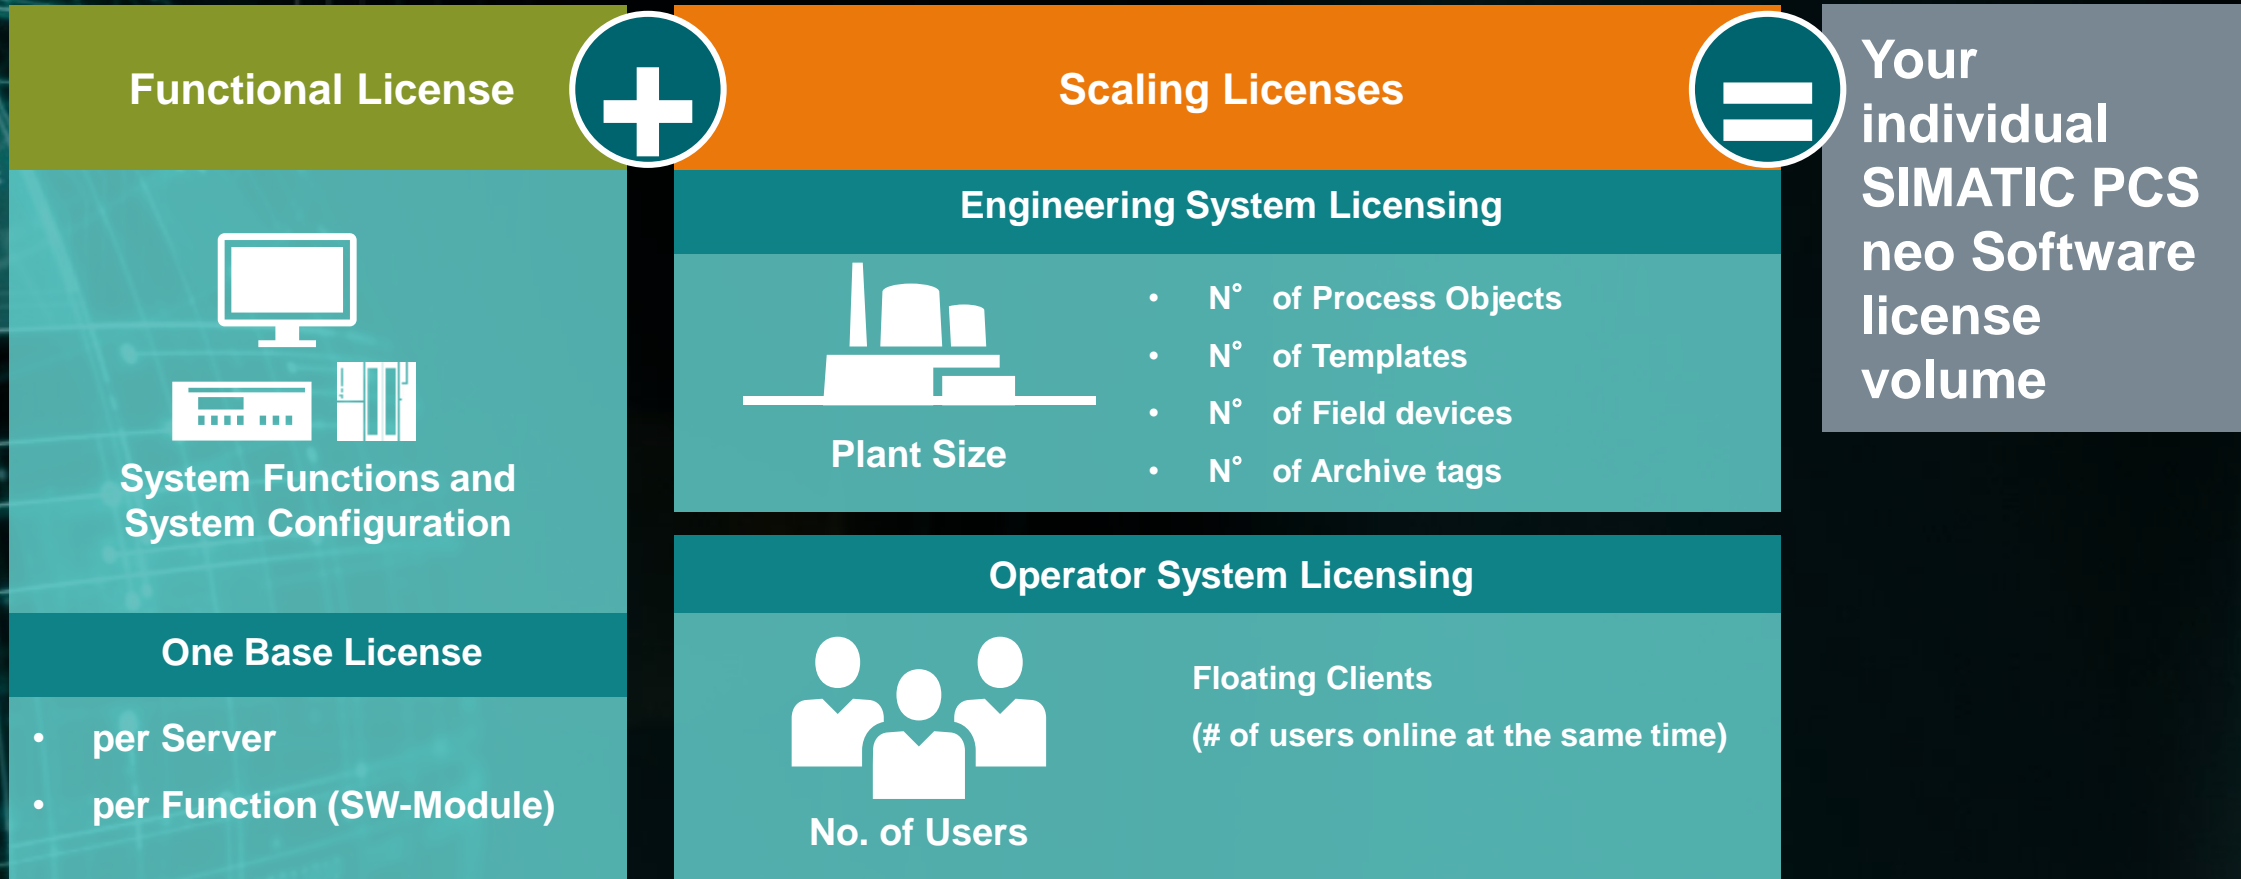 Functional License
+
Scaling Licenses
=
Your
individual
SIMATIC PCS
neo Software
license
volume
System Functions and
System Configuration
One Base License
• per Server
• per Function (SW-Module)
Engineering System Licensing
Plant Size
• N° of Process Objects
• N° of Templates
• N° of Field devices
• N° of Archive tags
Operator System Licensing
No. of Users
Floating Clients
(# of users online at the same time)